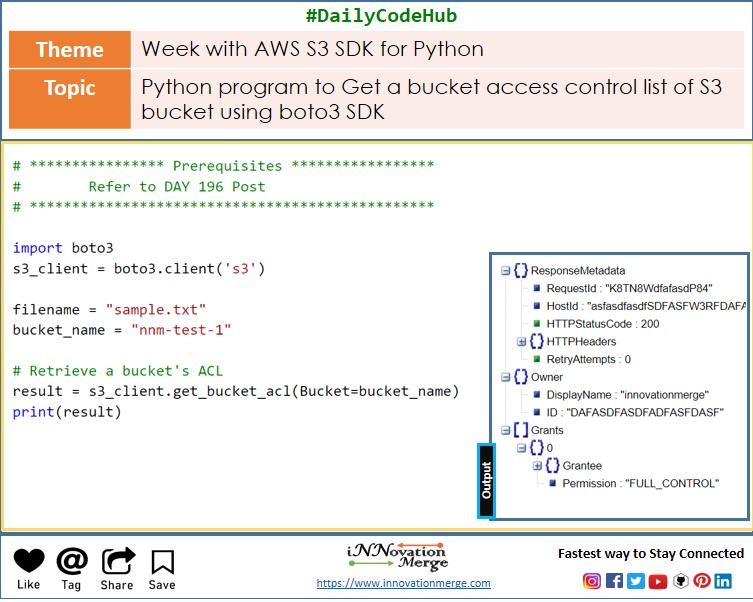 #DailyCodeHub
Theme
Week with AWS S3 SDK for Python
Topic
Python program to Get a bucket access control list of S3
bucket using boto3 SDK
# **************** Prerequisites *****************
# Refer to DAY 196 Post
# ************************************************
import boto3
s3_client = boto3.client('s3')
filename = "sample.txt"
bucket_name = "nnm-test-1"
# Retrieve a bucket's ACL
result = s3_client.get_bucket_acl(Bucket=bucket_name)
print(result)
{} ResponseMetadata
RequestId : "K8TN8WdfafasdP84"
HostId : "asfasdfasdfSDFASFW3RFDAFA
HTTPStatusCode : 200
{} HTTPHeaders
RetryAttempts : 0
{} Owner
DisplayName : "innovationmerge"
ID : "DAFASDFASDFADFASFDASF"
[] Grants
{} 0
{} Grantee
Permission : "FULL_CONTROL"
Output
Like
Tag
Share
Save
iNNovation
Merge
https://www.innovationmerge.com
Fastest way to Stay Connected